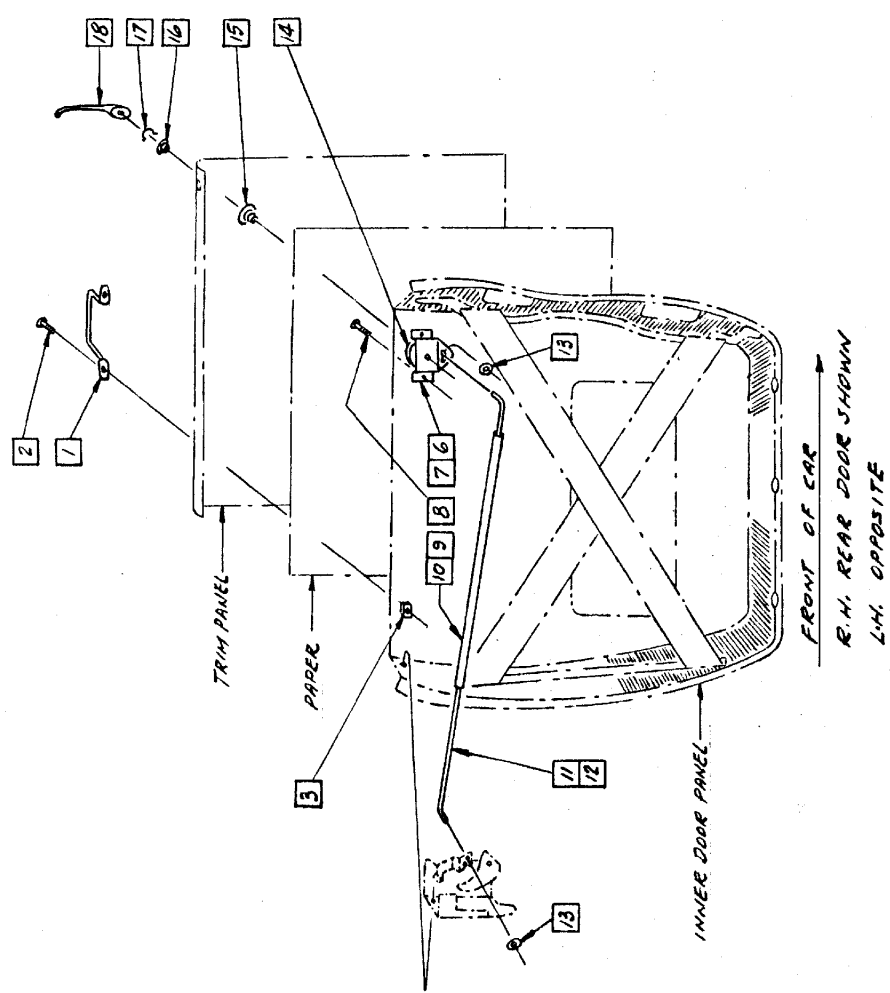 18
17
16
15
14
2
1
13
6
7
8
9
10
TRIM PANEL
PAPER
3
11
12
13
INNER DOOR PANEL
FRONT OF CAR
R.H. REAR DOOR SHOWN
L.H. OPPOSITE